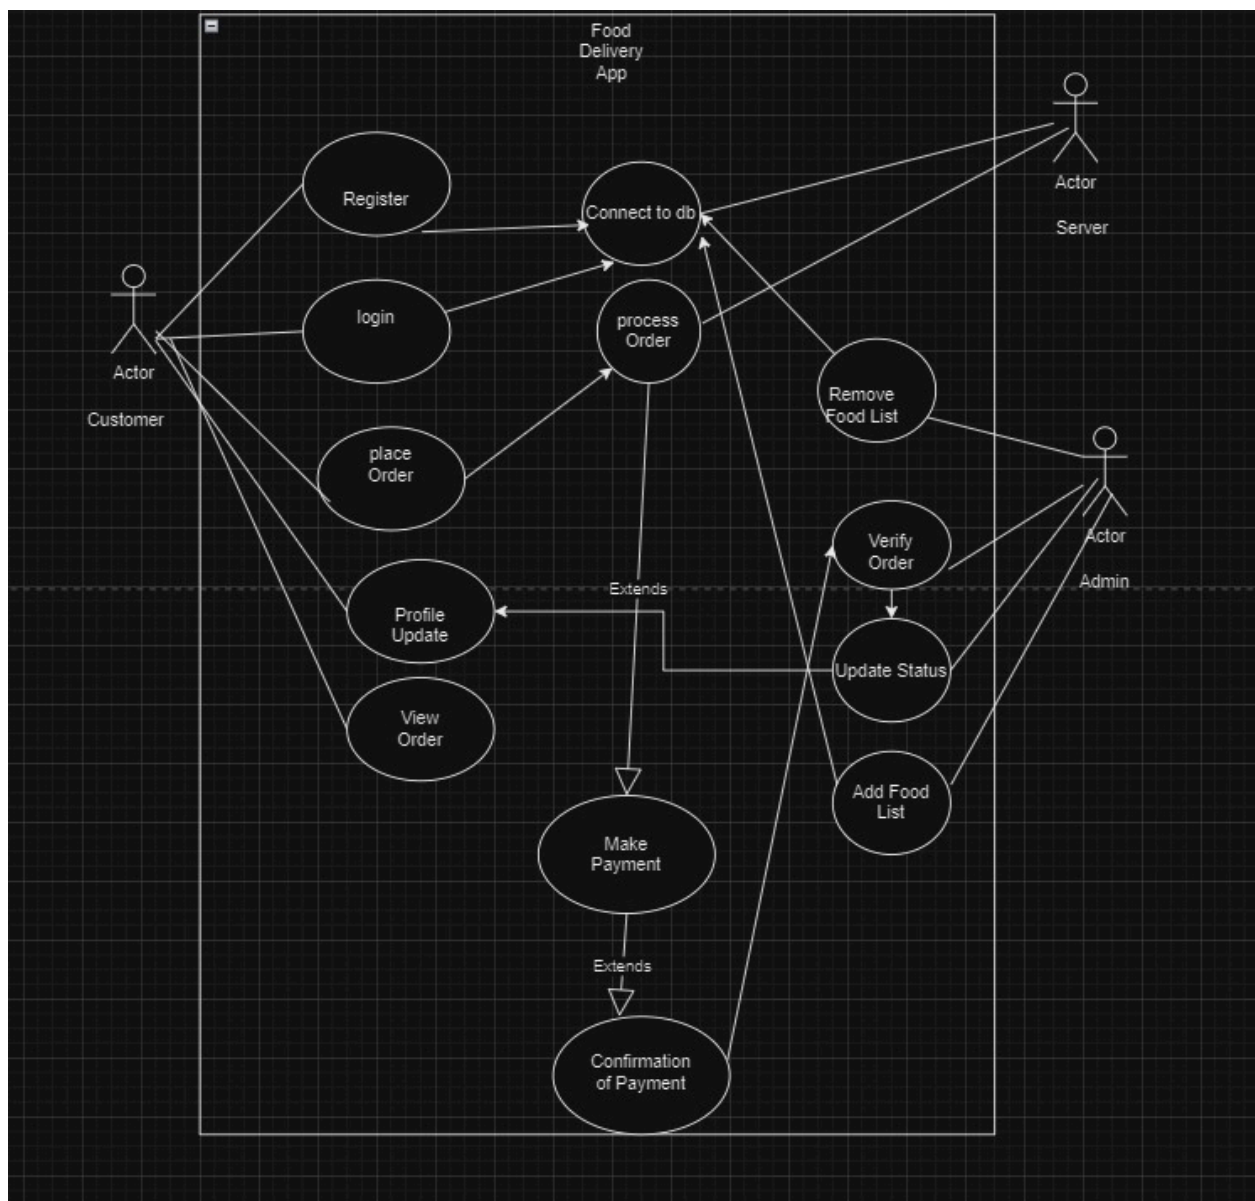 Food
Delivery
App
Actor
Server
Register
Connect to db
login
process
Order
Actor
Customer
Remove
Food List
place
Order
Verify
Order
Actor
Admin
Extends
Profile
Update
Update Status
View
Order
Add Food
List
Make
Payment
Extends
Confirmation
of Payment